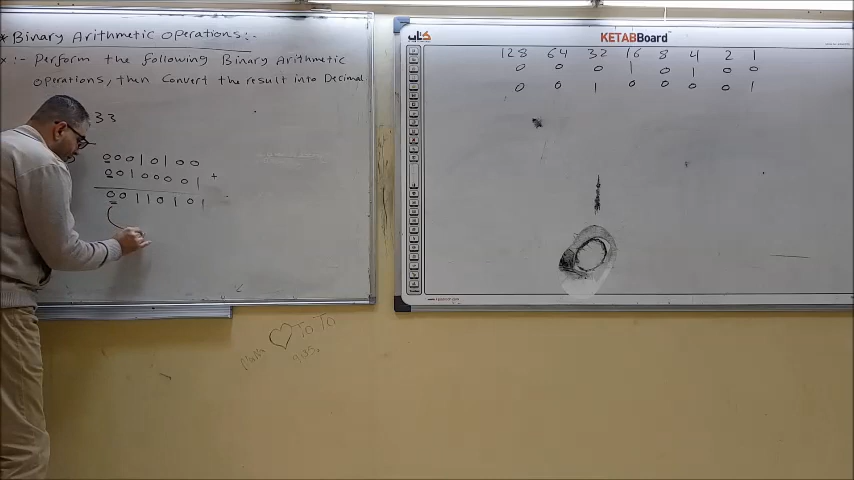 * Binary Arithmetic Operations:-
*:- Perform the following Binary Arithmetic
operations, then Convert the result into Decimal
33
00010100
00100001 +
00110101
كتاب KETABBoard
128 64 32 16 8 4 2 1
0 0 0 1 0 1 0 0
0 0 1 0 0 0 0 1